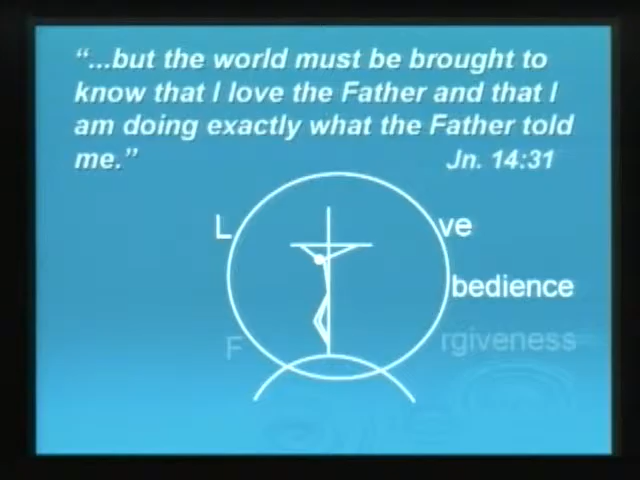 “...but the world must be brought to
know that I love the Father and that I
am doing exactly what the Father told
me.” Jn. 14:31
L ve
bedience
F rgiveness